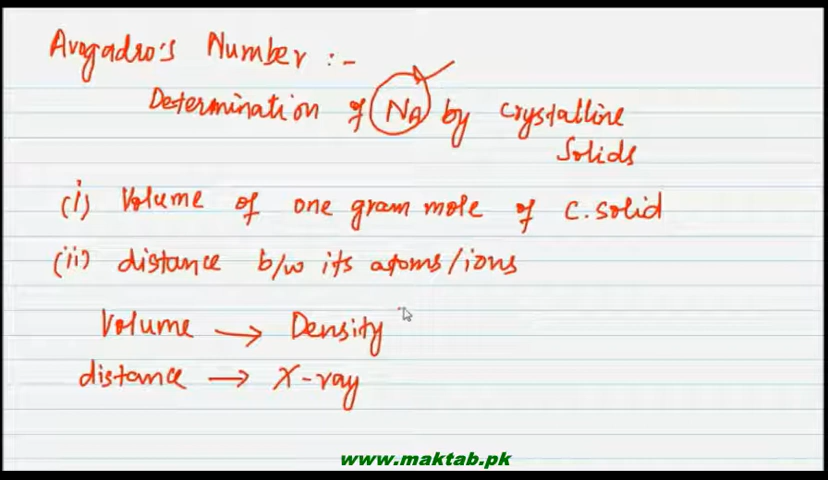 Avogadro's Number :-
Determination of NA by crystalline
Solids
(i) Volume of one gram mole of C. solid
(ii) distance b/w its atoms/ions
Volume → Density
distance → X-ray
www.maktab.pk